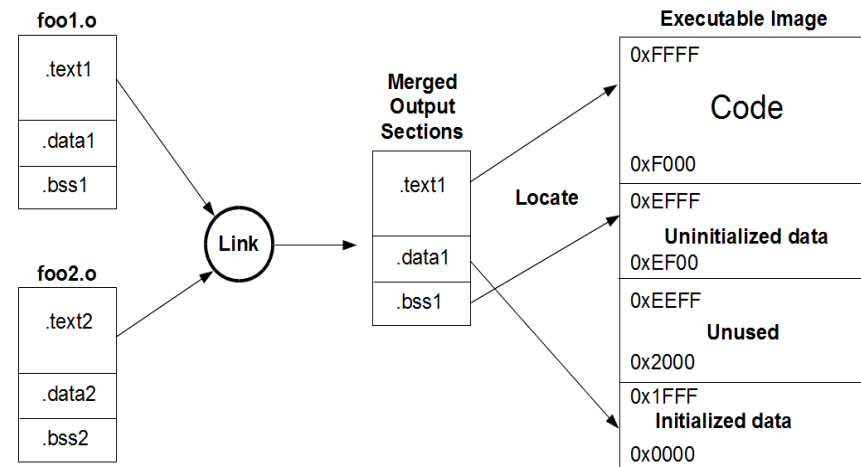 foo1.o
.text1
.data1
.bss1
foo2.o
.text2
.data2
.bss2
Link
Merged
Output
Sections
.text1
.data1
.bss1
Locate
Executable Image
0xFFFF
Code
0xF000
0xEFFF
Uninitialized data
0xEF00
0xEEFF
Unused
0x2000
0x1FFF
Initialized data
0x0000